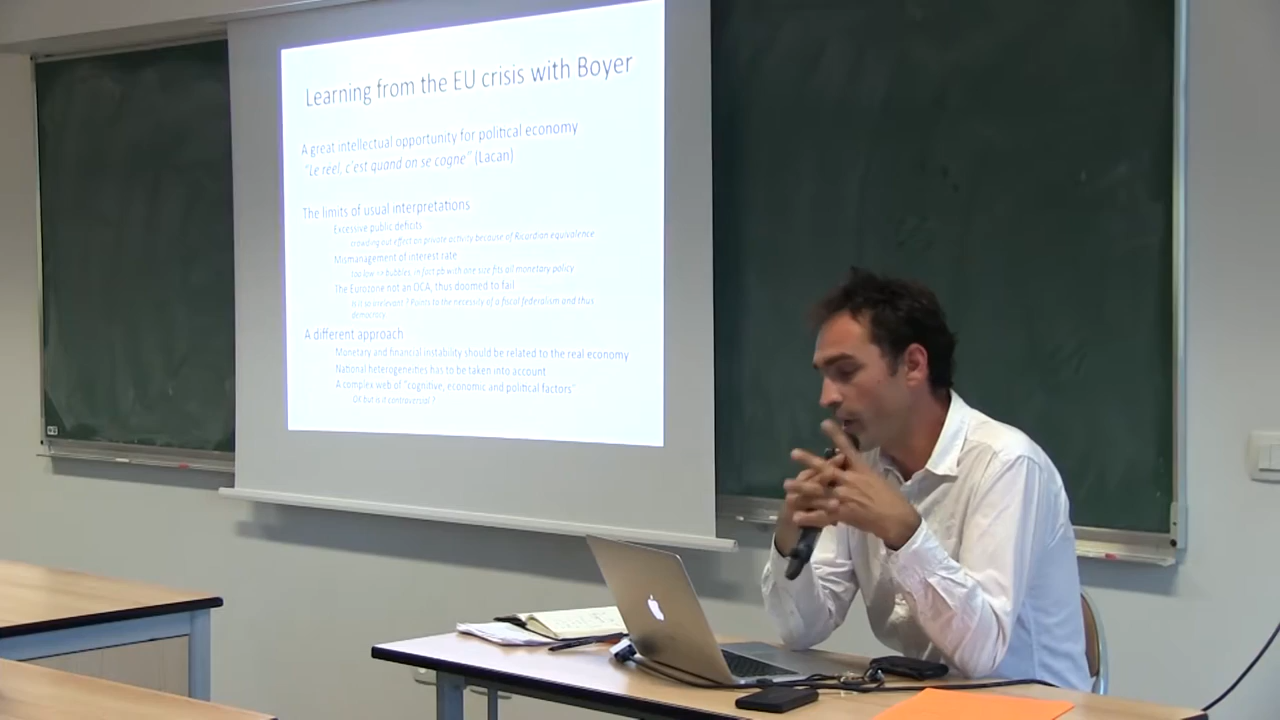 Learning from the EU crisis with Boyer
A great intellectual opportunity for political economy
"Le réel, c'est quand on se cogne" (Lacan)
The limits of usual interpretations
Excessive public deficits
crowding out effect on private activity because of Ricardian equivalence
Mismanagement of interest rate
too low => bubbles, in fact pb with one size fits all monetary policy
The Eurozone not an OCA, thus doomed to fail
Is it so irrelevant ? Points to the necessity of a fiscal federalism and thus
democracy
A different approach
Monetary and financial instability should be related to the real economy
National heterogeneities has to be taken into account
A complex web of "cognitive, economic and political factors"
OK but is it controversial ?